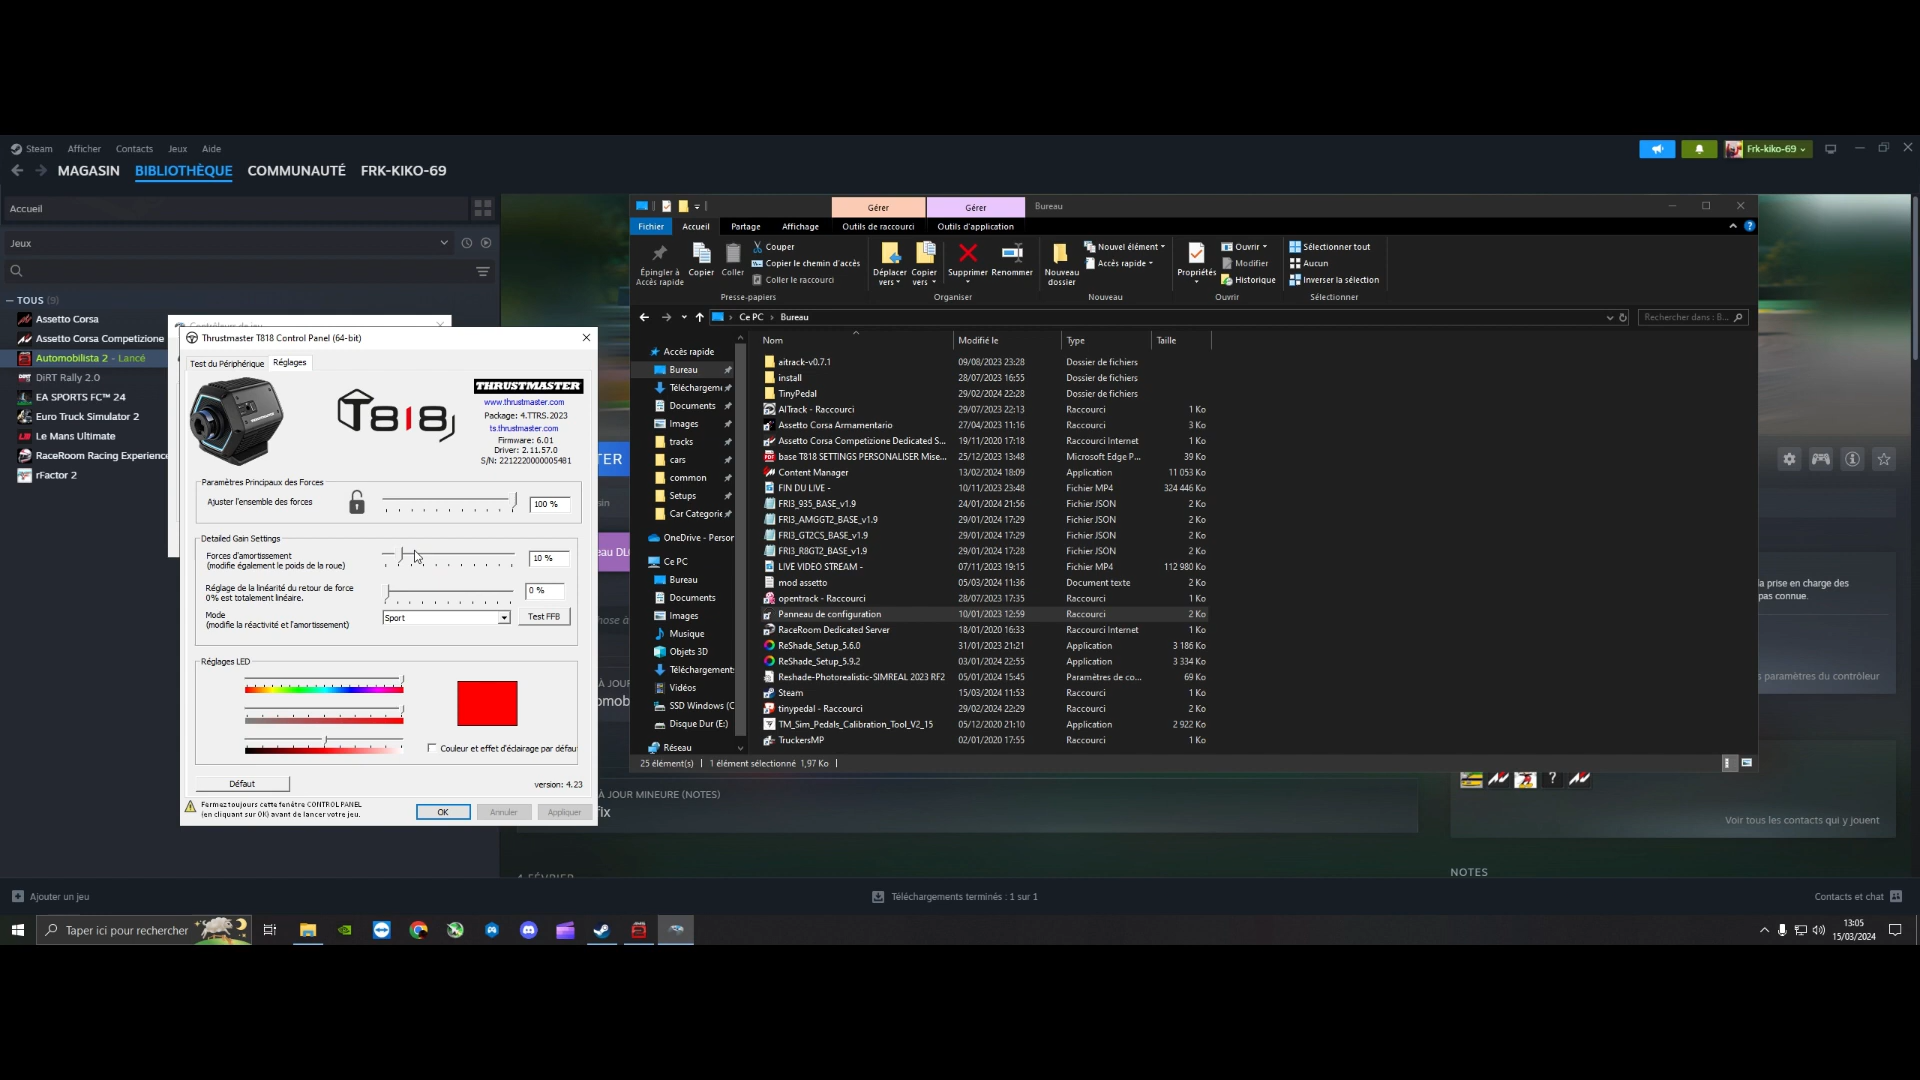 Steam Afficher Contacts Jeux Aide
Frk-kiko-69
MAGASIN BIBLIOTHÈQUE COMMUNAUTÉ FRK-KIKO-69
Accueil
Jeux
TOUS (9)
Assetto Corsa
Assetto Corsa Competizione
Automobilista 2 - Lancé
DiRT Rally 2.0
EA SPORTS FC™ 24
Euro Truck Simulator 2
Le Mans Ultimate
RaceRoom Racing Experience
rFactor 2
Thrustmaster T818 Control Panel (64-bit)
Test du Périphérique Réglages
T818
THRUSTMASTER
www.thrustmaster.com
Package: 4.TTRS.2023
ts.thrustmaster.com
Firmware: 6.01
Driver: 2.11.57.0
S/N: 2212220000005481
Paramètres Principaux des Forces
Ajuster l'ensemble des forces 100 %
Detailed Gain Settings
Forces d'amortissement
(modifie également le poids de la roue) 10 %
Réglage de la linéarité du retour de force
0% est totalement linéaire. 0 %
Mode
(modifie la réactivité et l'amortissement) Sport Test FFB
Réglages LED
Couleur et effet d'éclairage par défau
Défaut version: 4.23
Fermez toujours cette fenêtre CONTROL PANEL
(en cliquant sur OK) avant de lancer votre jeu.
OK Annuler Appliquer
Gérer Gérer Bureau
Fichier Accueil Partage Affichage Outils de raccourci Outils d'application
Épingler à Accès rapide
Copier
Coller
Couper
Copier le chemin d'accès
Coller le raccourci
Presse-papiers
Déplacer vers
Copier vers
Supprimer
Renommer
Organiser
Nouveau dossier
Nouvel élément
Accès rapide
Nouveau
Propriétés
Ouvrir
Modifier
Historique
Ouvrir
Sélectionner tout
Aucun
Inverser la sélection
Sélectionner
Ce PC > Bureau
Rechercher dans : B...
Accès rapide
Bureau
Téléchargeme
Documents
Images
tracks
cars
common
Setups
Car Categorie
OneDrive - Person
Ce PC
Bureau
Documents
Images
Musique
Objets 3D
Téléchargement:
Vidéos
SSD Windows (C
Disque Dur (E:)
Réseau
Nom Modifié le Type Taille
aitrack-v0.7.1 09/08/2023 23:28 Dossier de fichiers
install 28/07/2023 16:55 Dossier de fichiers
TinyPedal 29/02/2024 22:28 Dossier de fichiers
AITrack - Raccourci 29/07/2023 22:13 Raccourci 1 Ko
Assetto Corsa Armamentario 27/04/2023 11:16 Raccourci 3 Ko
Assetto Corsa Competizione Dedicated S... 19/11/2020 17:18 Raccourci Internet 1 Ko
base T818 SETTINGS PERSONALISER Mise... 25/12/2023 13:48 Microsoft Edge P... 39 Ko
Content Manager 13/02/2024 18:09 Application 11 053 Ko
FIN DU LIVE - 10/11/2023 23:48 Fichier MP4 324 446 Ko
FRI3_935_BASE_v1.9 24/01/2024 21:56 Fichier JSON 2 Ko
FRI3_AMGGT2_BASE_v1.9 29/01/2024 17:29 Fichier JSON 2 Ko
FRI3_GT2CS_BASE_v1.9 29/01/2024 17:29 Fichier JSON 2 Ko
FRI3_R8GT2_BASE_v1.9 29/01/2024 17:28 Fichier JSON 2 Ko
LIVE VIDEO STREAM - 07/11/2023 19:15 Fichier MP4 112 980 Ko
mod assetto 05/03/2024 11:36 Document texte 2 Ko
opentrack - Raccourci 28/07/2023 17:35 Raccourci 1 Ko
Panneau de configuration 10/01/2023 12:59 Raccourci 2 Ko
RaceRoom Dedicated Server 18/01/2020 16:33 Raccourci Internet 1 Ko
ReShade_Setup_5.6.0 31/01/2023 21:21 Application 3 186 Ko
ReShade_Setup_5.9.2 03/01/2024 22:55 Application 3 334 Ko
Reshade-Photorealistic-SIMREAL 2023 RF2 05/01/2024 15:45 Paramètres de co... 69 Ko
Steam 15/03/2024 11:53 Raccourci 1 Ko
tinypedal - Raccourci 29/02/2024 22:29 Raccourci 1 Ko
TM_Sim_Pedals_Calibration_Tool_V2_15 05/12/2020 21:10 Application 2 922 Ko
TruckersMP 02/01/2020 17:55 Raccourci 1 Ko
25 élément(s) 1 élément sélectionné 1,97 Ko
TER
eau DL
la prise en charge des
pas connue.
s paramètres du contrôleur
À JOUR
omob
À JOUR MINEURE (NOTES)
fix
Voir tous les contacts qui y jouent
NOTES
Ajouter un jeu Téléchargements terminés : 1 sur 1 Contacts et chat
Taper ici pour rechercher
13:05
15/03/2024